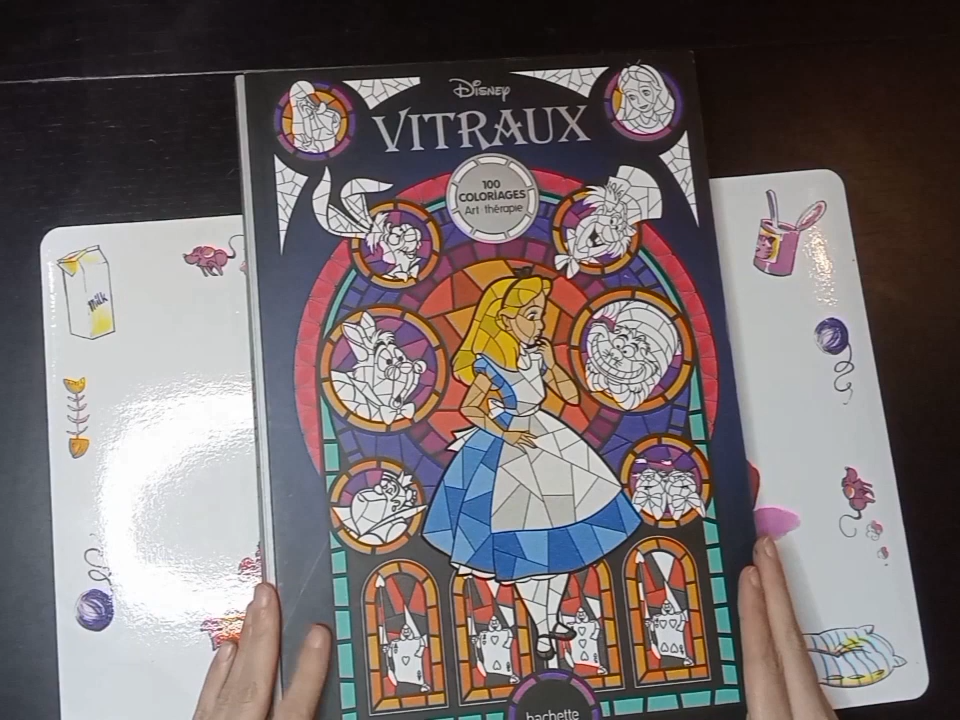 Disney
VITRAUX
100
COLORIAGES
Art-thérapie
Milk
hachette